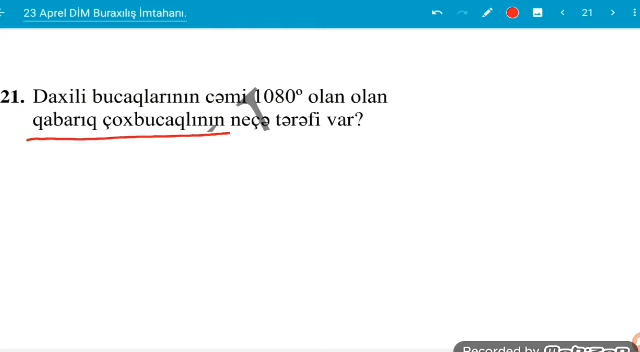 23 Aprel DİM Buraxılış İmtahanı.
21
21. Daxili bucaqlarının cəmi 1080° olan olan
qabarıq çoxbucaqlının neçə tərəfi var?
Recorded by